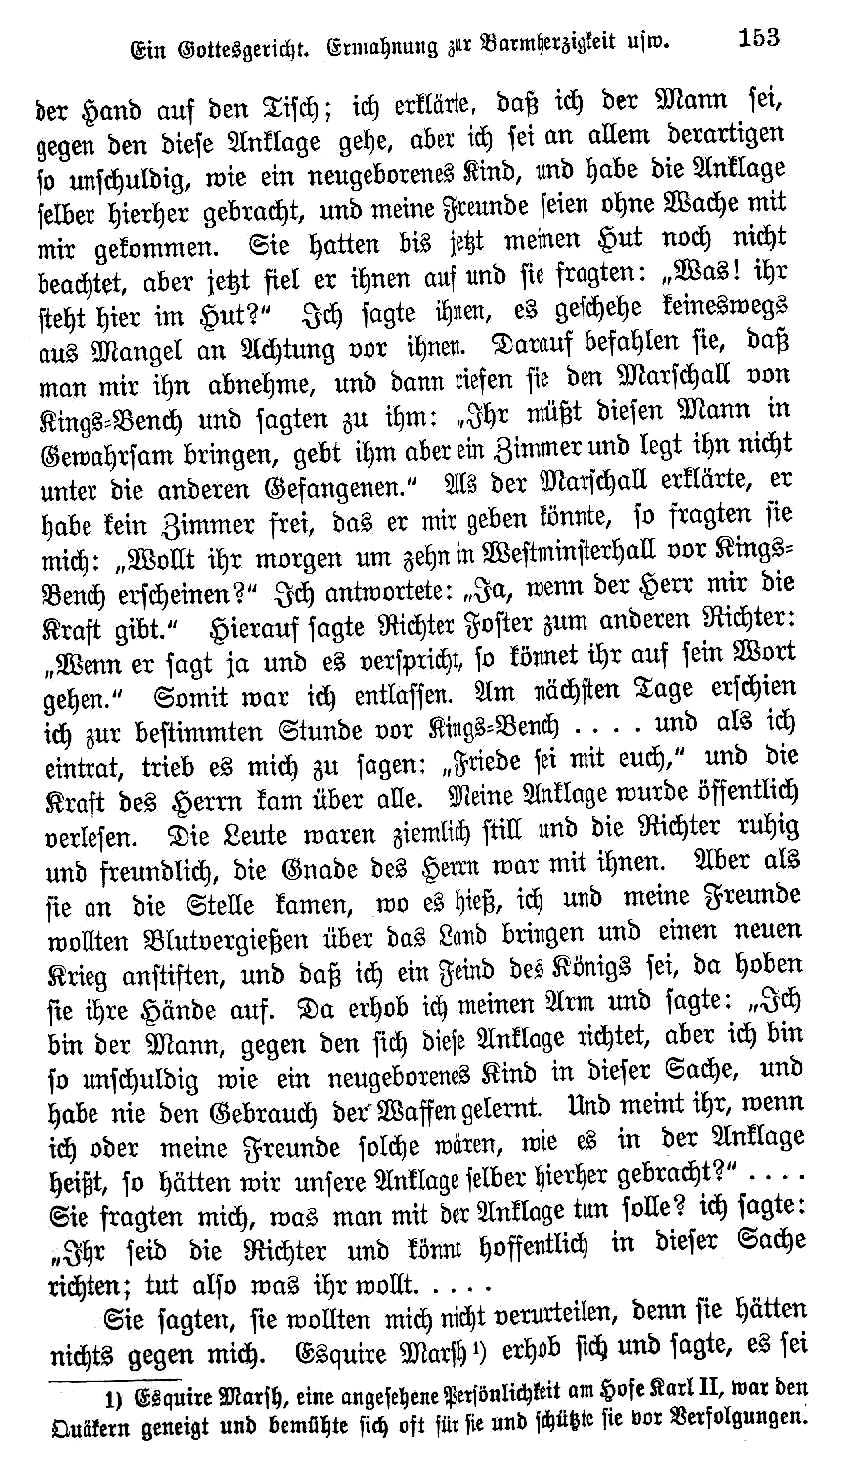 Ein Gottesgericht. Ermahnung zur Barmherzigkeit usw. 153
der Hand auf den Tisch; ich erklärte, daß ich der Mann sei,
gegen den diese Anklage gehe, aber ich sei an allem derartigen
so unschuldig, wie ein neugeborenes Kind, und habe die Anklage
selber hierher gebracht, und meine Freunde seien ohne Wache mit
mir gekommen. Sie hatten bis jetzt meinen Hut noch nicht
beachtet, aber jetzt fiel er ihnen auf und sie fragten: „Was! ihr
steht hier im Hut?“ Ich sagte ihnen, es geschehe keineswegs
aus Mangel an Achtung vor ihnen. Darauf befahlen sie, daß
man mir ihn abnehme, und dann riefen sie den Marschall von
Kings-Bench und sagten zu ihm: „Ihr müßt diesen Mann in
Gewahrsam bringen, gebt ihm aber ein Zimmer und legt ihn nicht
unter die anderen Gefangenen.“ Als der Marschall erklärte, er
habe kein Zimmer frei, das er mir geben könnte, so fragten sie
mich: „Wollt ihr morgen um zehn in Westminsterhall vor Kings-
Bench erscheinen?“ Ich antwortete: „Ja, wenn der Herr mir die
Kraft gibt.“ Hierauf sagte Richter Foster zum anderen Richter:
„Wenn er sagt ja und es verspricht, so könnet ihr auf sein Wort
gehen.“ Somit war ich entlassen. Am nächsten Tage erschien
ich zur bestimmten Stunde vor Kings-Bench .... und als ich
eintrat, trieb es mich zu sagen: „Friede sei mit euch,“ und die
Kraft des Herrn kam über alle. Meine Anklage wurde öffentlich
verlesen. Die Leute waren ziemlich still und die Richter ruhig
und freundlich, die Gnade des Herrn war mit ihnen. Aber als
sie an die Stelle kamen, wo es hieß, ich und meine Freunde
wollten Blutvergießen über das Land bringen und einen neuen
Krieg anstiften, und daß ich ein Feind des Königs sei, da hoben
sie ihre Hände auf. Da erhob ich meinen Arm und sagte: „Ich
bin der Mann, gegen den sich diese Anklage richtet, aber ich bin
so unschuldig wie ein neugeborenes Kind in dieser Sache, und
habe nie den Gebrauch der Waffen gelernt. Und meint ihr, wenn
ich oder meine Freunde solche wären, wie es in der Anklage
heißt, so hätten wir unsere Anklage selber hierher gebracht?“ ....
Sie fragten mich, was man mit der Anklage tun solle? ich sagte:
„Ihr seid die Richter und könnt hoffentlich in dieser Sache
richten; tut also was ihr wollt. ....
Sie sagten, sie wollten mich nicht verurteilen, denn sie hätten
nichts gegen mich. Esquire Marsh 1) erhob sich und sagte, es sei
1) Esquire Marsh, eine angesehene Persönlichkeit am Hofe Karl II, war den
Quäkern geneigt und bemühte sich oft für sie und schützte sie vor Verfolgungen.